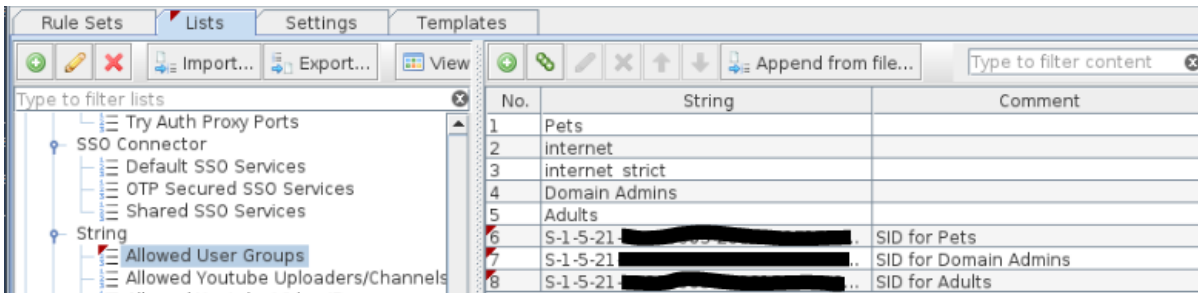 Rule Sets Lists Settings Templates
Import... Export... View Append from file... Type to filter content
Type to filter lists
Try Auth Proxy Ports
SSO Connector
Default SSO Services
OTP Secured SSO Services
Shared SSO Services
String
Allowed User Groups
Allowed Youtube Uploaders/Channels
No. String Comment
1 Pets
2 internet
3 internet strict
4 Domain Admins
5 Adults
6 S-1-5-21- .. SID for Pets
7 S-1-5-21 .. SID for Domain Admins
8 S-1-5-21- ... SID for Adults